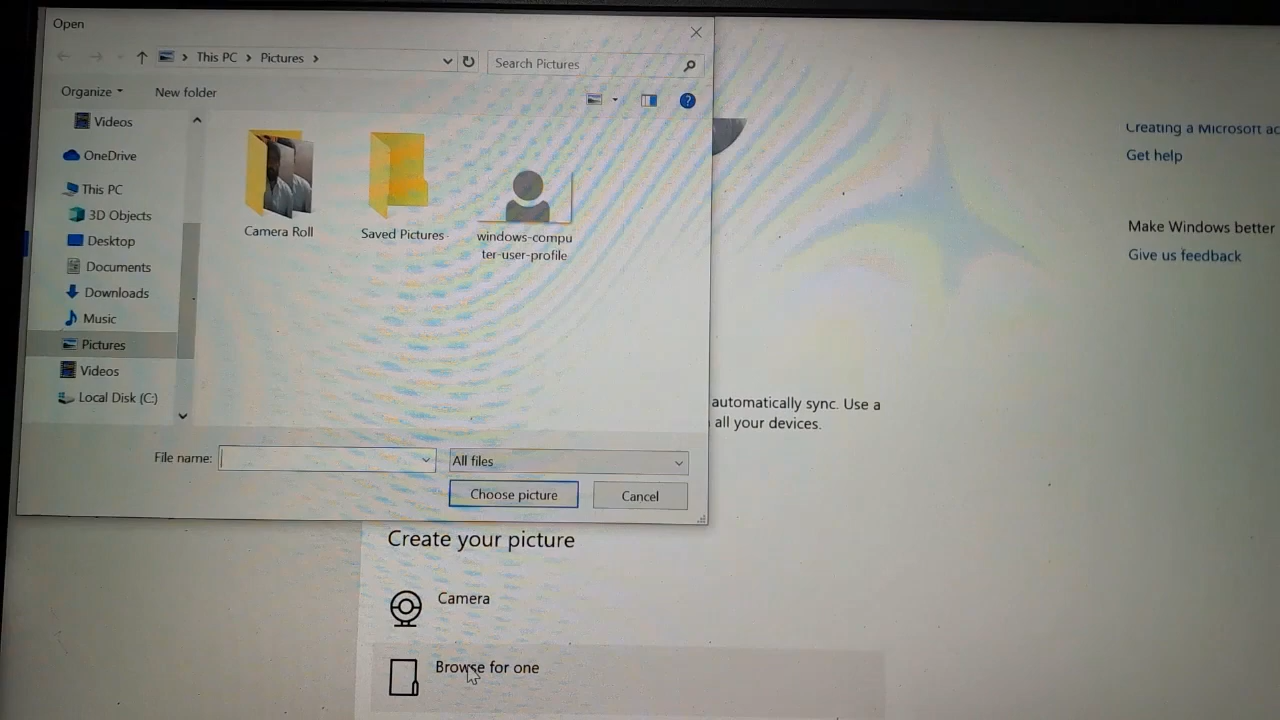 Open
This PC > Pictures >
Search Pictures
Organize
New folder
?
Videos
OneDrive
This PC
3D Objects
Desktop
Documents
Downloads
Music
Pictures
Videos
Local Disk (C:)
Camera Roll
Saved Pictures
windows-compu
ter-user-profile
File name:
All files
Choose picture
Cancel
Creating a Microsoft ac
Get help
Make Windows better
Give us feedback
automatically sync. Use a
all your devices.
Create your picture
Camera
Browse for one